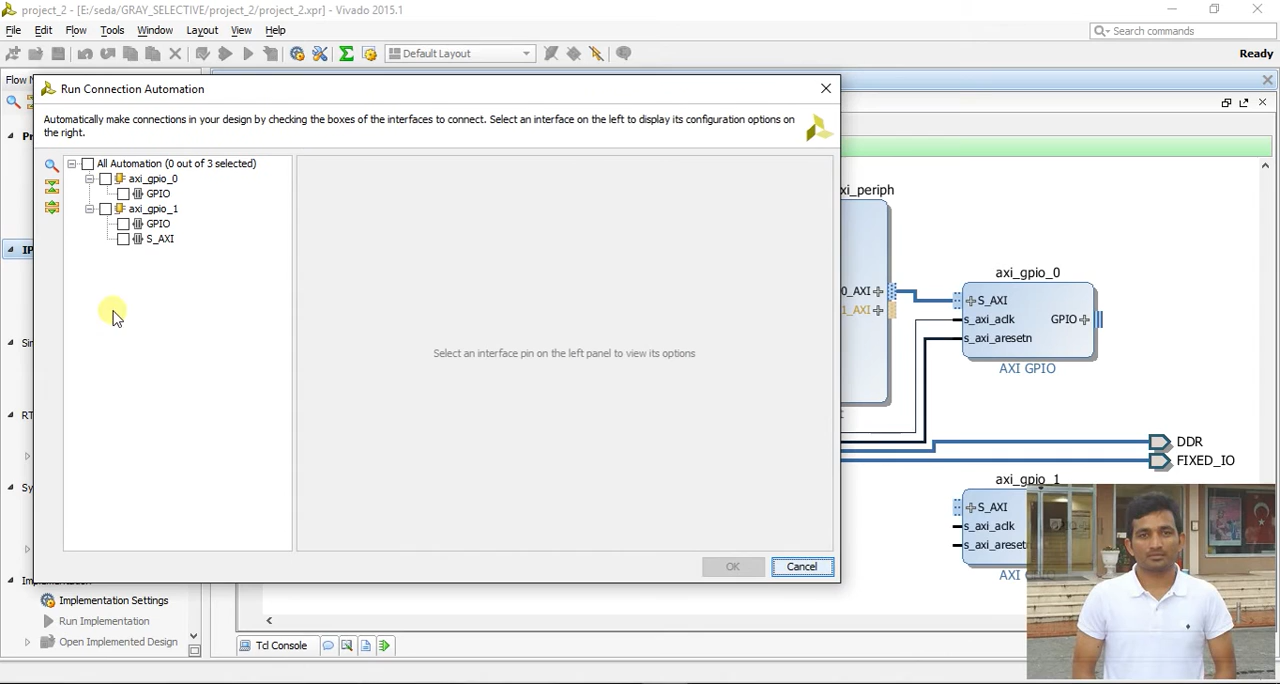 project_2 - [E:/seda/GRAY_SELECTIVE/project_2/project_2.xpr] - Vivado 2015.1
File Edit Flow Tools Window Layout View Help
Search commands
Default Layout
Ready
Flow
Run Connection Automation
Automatically make connections in your design by checking the boxes of the interfaces to connect. Select an interface on the left to display its configuration options on
the right.
All Automation (0 out of 3 selected)
axi_gpio_0
GPIO
axi_gpio_1
GPIO
S_AXI
Select an interface pin on the left panel to view its options
OK Cancel
xi_periph
0_AXI
1_AXI
axi_gpio_0
S_AXI
s_axi_aclk
GPIO
s_axi_aresetn
AXI GPIO
DDR
FIXED_IO
axi_gpio_1
S_AXI
s_axi_aclk
s_axi_aresetn
AXI
Implementation Settings
Run Implementation
Open Implemented Design
Tcl Console